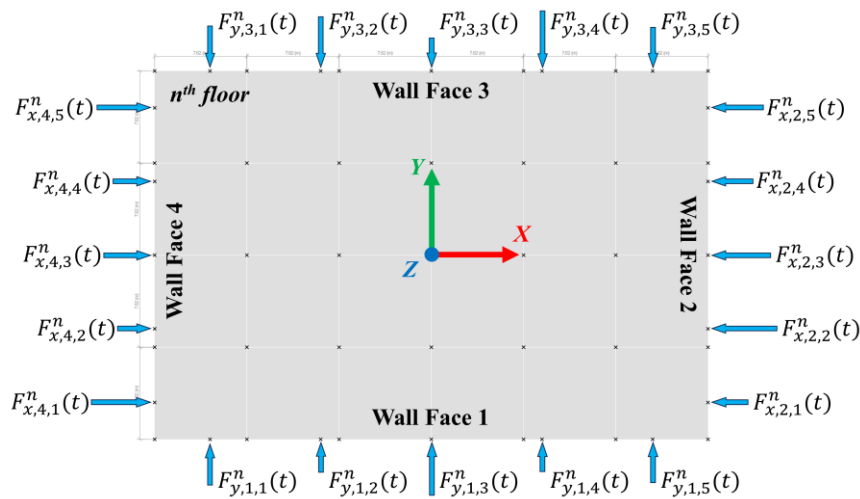 F^n_{y,3,1}(t) F^n_{y,3,2}(t) F^n_{y,3,3}(t) F^n_{y,3,4}(t) F^n_{y,3,5}(t)
n^{th} floor
Wall Face 3
F^n_{x,4,5}(t) F^n_{x,2,5}(t)
F^n_{x,4,4}(t) F^n_{x,2,4}(t)
Y
Wall Face 4
Wall Face 2
X
F^n_{x,4,3}(t) F^n_{x,2,3}(t)
Z
F^n_{x,4,2}(t) F^n_{x,2,2}(t)
F^n_{x,4,1}(t) F^n_{x,2,1}(t)
Wall Face 1
F^n_{y,1,1}(t) F^n_{y,1,2}(t) F^n_{y,1,3}(t) F^n_{y,1,4}(t) F^n_{y,1,5}(t)